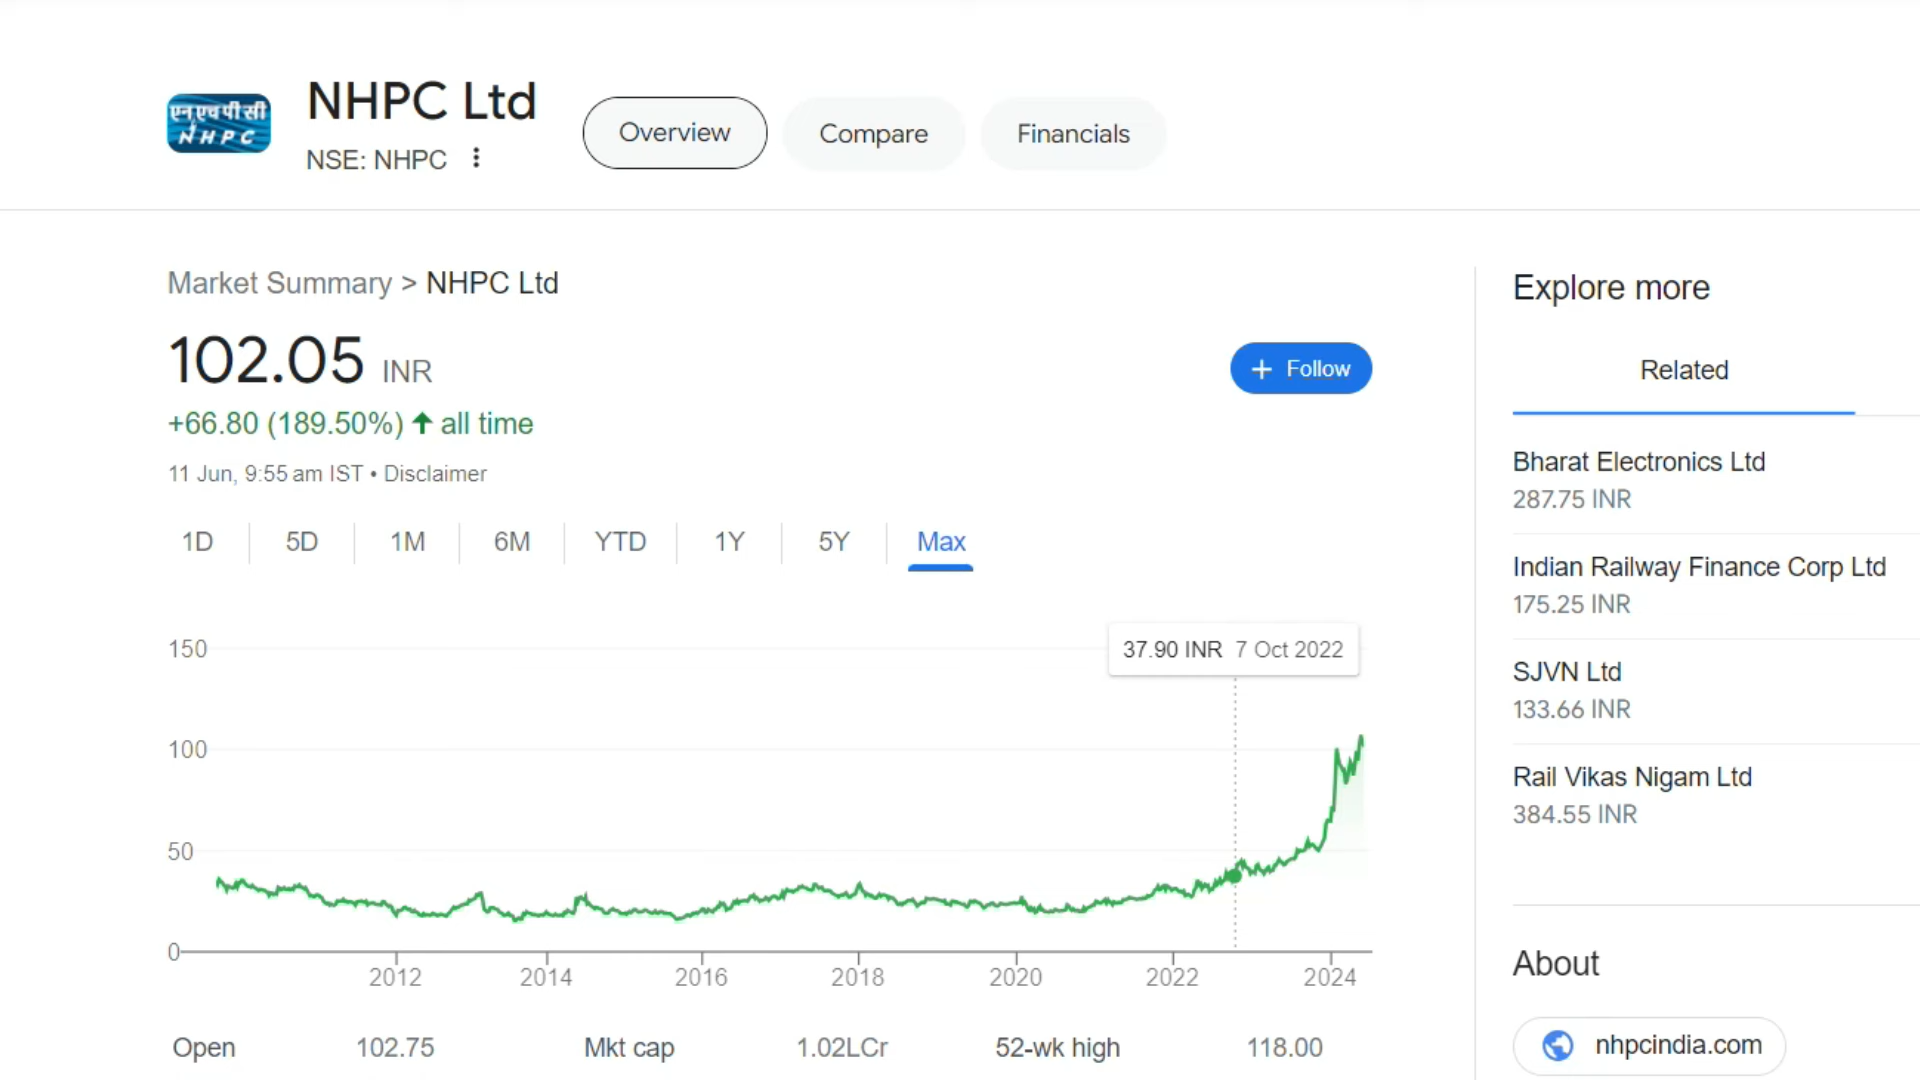 एनएचपीसी
NHPC
NHPC Ltd
NSE: NHPC
Overview
Compare
Financials
Market Summary > NHPC Ltd
102.05 INR
+66.80 (189.50%) ↑ all time
11 Jun, 9:55 am IST • Disclaimer
+ Follow
1D 5D 1M 6M YTD 1Y 5Y Max
37.90 INR 7 Oct 2022
150
100
50
0
2012 2014 2016 2018 2020 2022 2024
Open 102.75 Mkt cap 1.02LCr 52-wk high 118.00
Explore more
Related
Bharat Electronics Ltd
287.75 INR
Indian Railway Finance Corp Ltd
175.25 INR
SJVN Ltd
133.66 INR
Rail Vikas Nigam Ltd
384.55 INR
About
nhpcindia.com